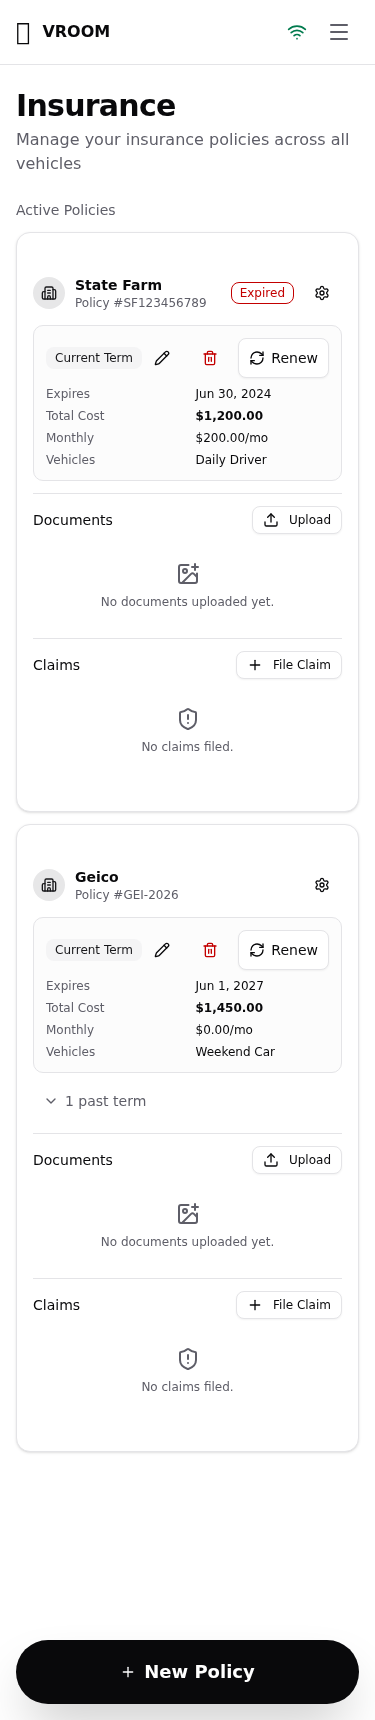 VROOM
Insurance
Manage your insurance policies across all
vehicles
Active Policies
State Farm
Policy #SF123456789
Expired
Current Term
Renew
Expires Jun 30, 2024
Total Cost $1,200.00
Monthly $200.00/mo
Vehicles Daily Driver
Documents
Upload
No documents uploaded yet.
Claims
File Claim
No claims filed.
Geico
Policy #GEI-2026
Current Term
Renew
Expires Jun 1, 2027
Total Cost $1,450.00
Monthly $0.00/mo
Vehicles Weekend Car
1 past term
Documents
Upload
No documents uploaded yet.
Claims
File Claim
No claims filed.
+ New Policy